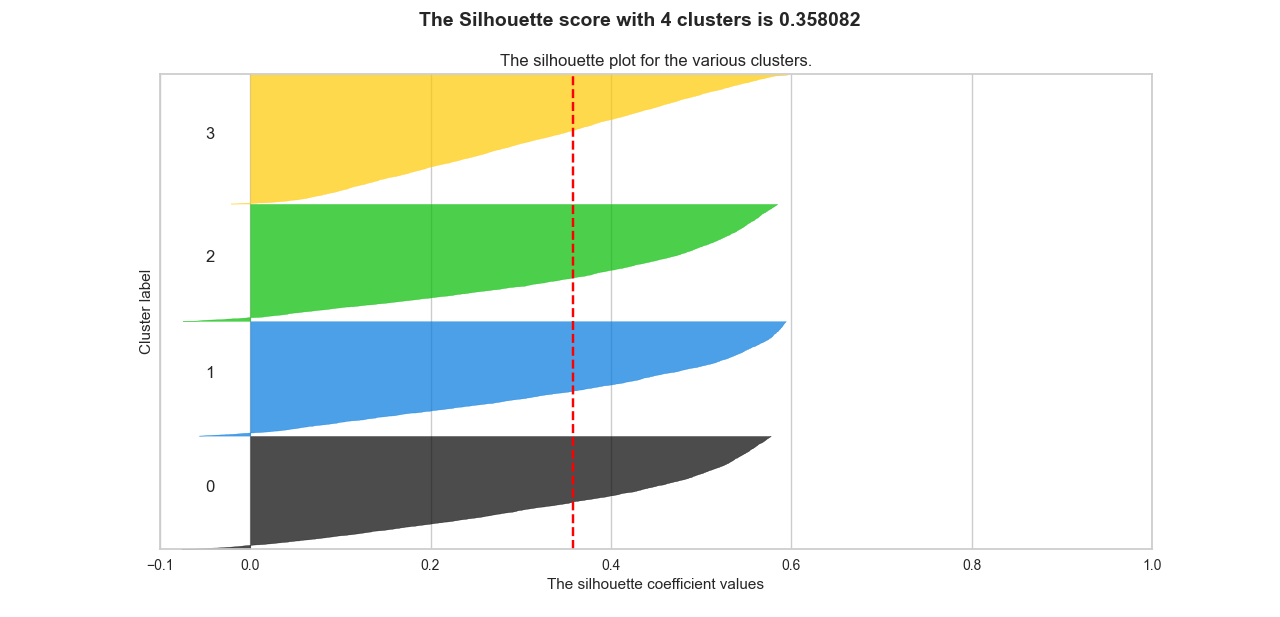 The Silhouette score with 4 clusters is 0.358082
The silhouette plot for the various clusters.
Cluster label
3
2
1
0
−0.1 0.0 0.2 0.4 0.6 0.8 1.0
The silhouette coefficient values